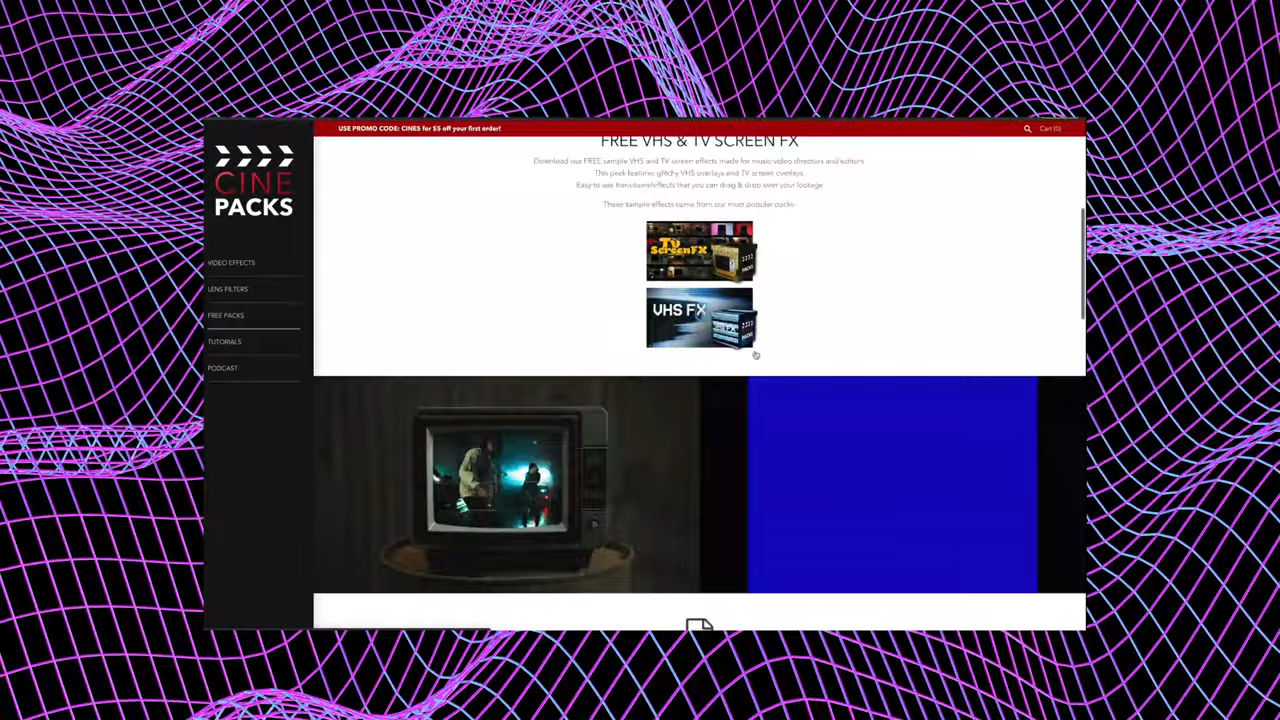 USE PROMO CODE: CINE5 for $5 off your first order!
Cart (0)
CINE
PACKS
VIDEO EFFECTS
LENS FILTERS
FREE PACKS
TUTORIALS
PODCAST
FREE VHS & TV SCREEN FX
Download our FREE sample VHS and TV screen effects made for music video directors and editors
This pack features glitchy VHS overlays and TV screen overlays
Easy to use transitions/effects that you can drag & drop over your footage
These sample effects come from our most popular packs
TV
SCREENFX
PACKS
VHS FX
PACKS